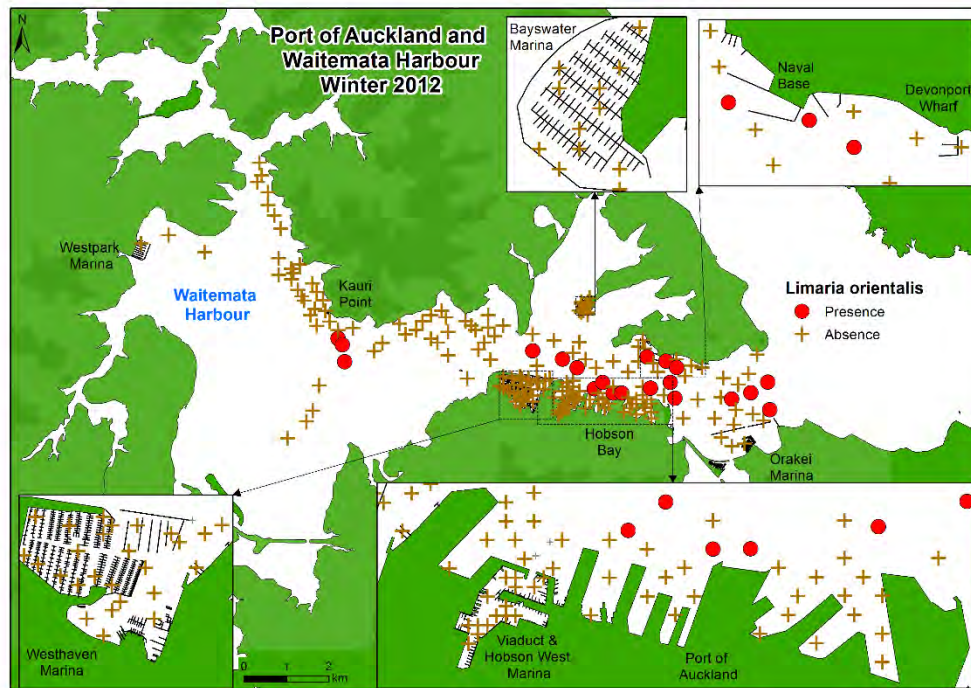 N
Port of Auckland and
Waitemata Harbour
Winter 2012
Bayswater
Marina
Naval
Base
Devonport
Wharf
Westpark
Marina
Waitemata
Harbour
Kauri
Point
Limaria orientalis
Presence
Absence
Hobson
Bay
Orakei
Marina
Westhaven
Marina
0 1 2
km
Viaduct &
Hobson West
Marina
Port of
Auckland